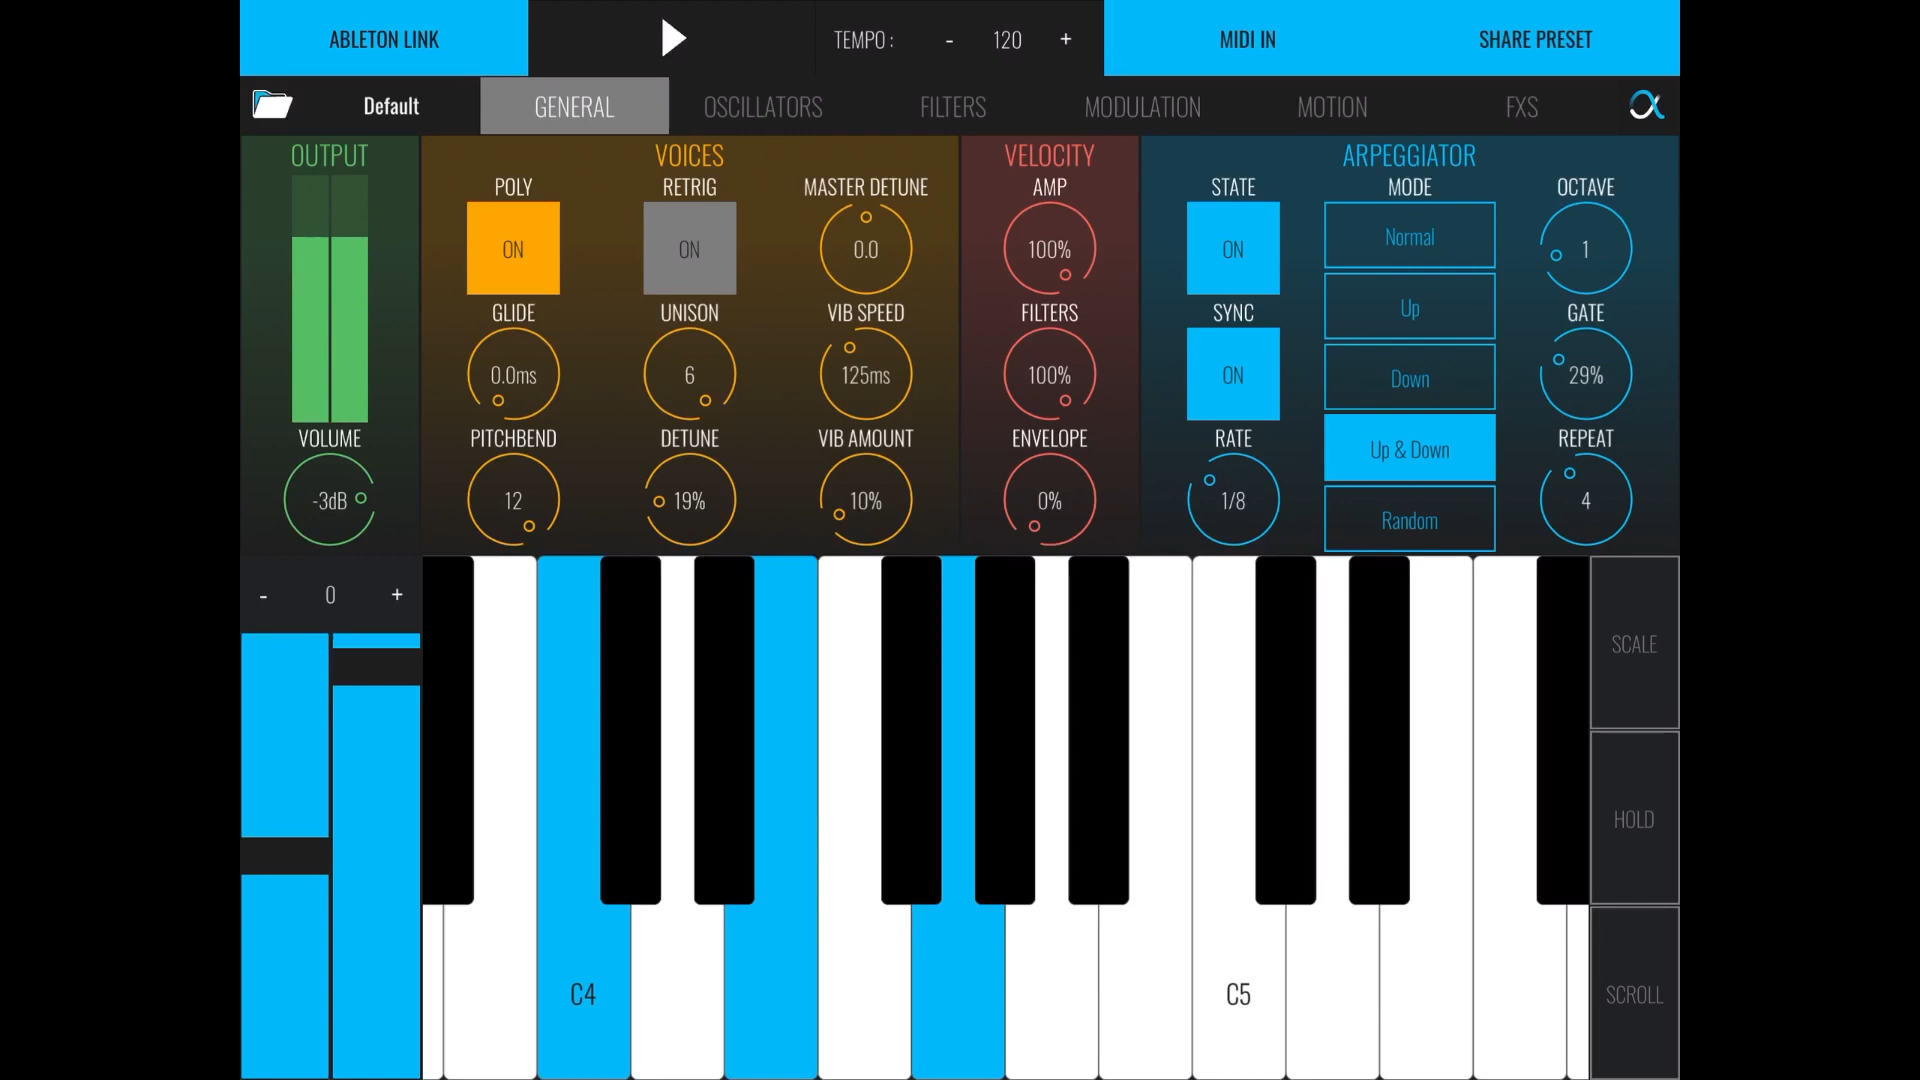 ABLETON LINK
TEMPO : - 120 +
MIDI IN
SHARE PRESET
Default
GENERAL
OSCILLATORS
FILTERS
MODULATION
MOTION
FXS
OUTPUT
VOLUME
-3dB
VOICES
POLY
RETRIG
MASTER DETUNE
ON
ON
0.0
GLIDE
UNISON
VIB SPEED
0.0ms
6
125ms
PITCHBEND
DETUNE
VIB AMOUNT
12
19%
10%
VELOCITY
AMP
100%
FILTERS
100%
ENVELOPE
0%
ARPEGGIATOR
STATE
ON
SYNC
ON
RATE
1/8
MODE
Normal
Up
Down
Up & Down
Random
OCTAVE
1
GATE
29%
REPEAT
4
- 0 +
C4
C5
SCALE
HOLD
SCROLL